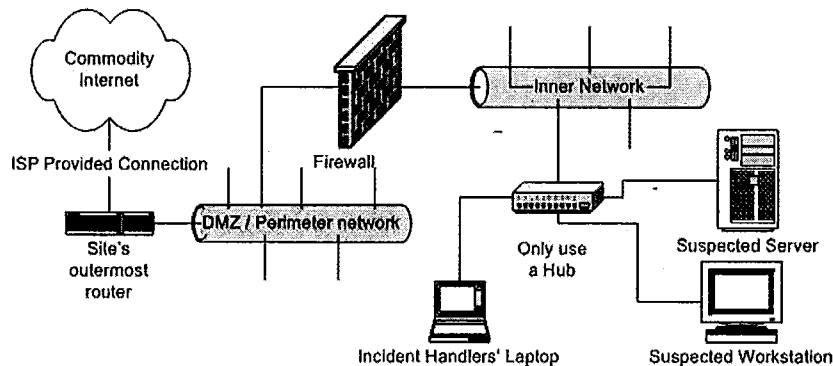 Commodity
Internet
ISP Provided Connection
Site's
outermost
router
DMZ / Perimeter network
Firewall
Inner Network
Only use
a Hub
Suspected Server
Incident Handlers' Laptop
Suspected Workstation